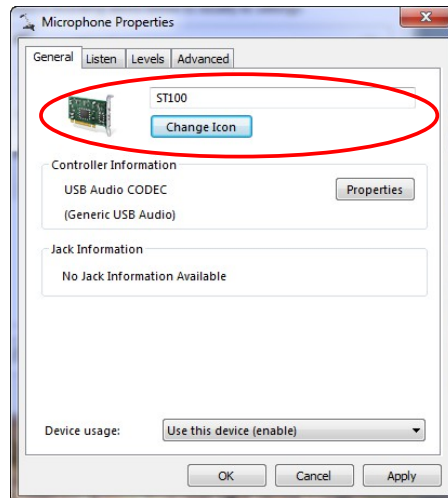 Microphone Properties
General Listen Levels Advanced
ST100
Change Icon
Controller Information
USB Audio CODEC
Properties
(Generic USB Audio)
Jack Information
No Jack Information Available
Device usage: Use this device (enable)
OK Cancel Apply